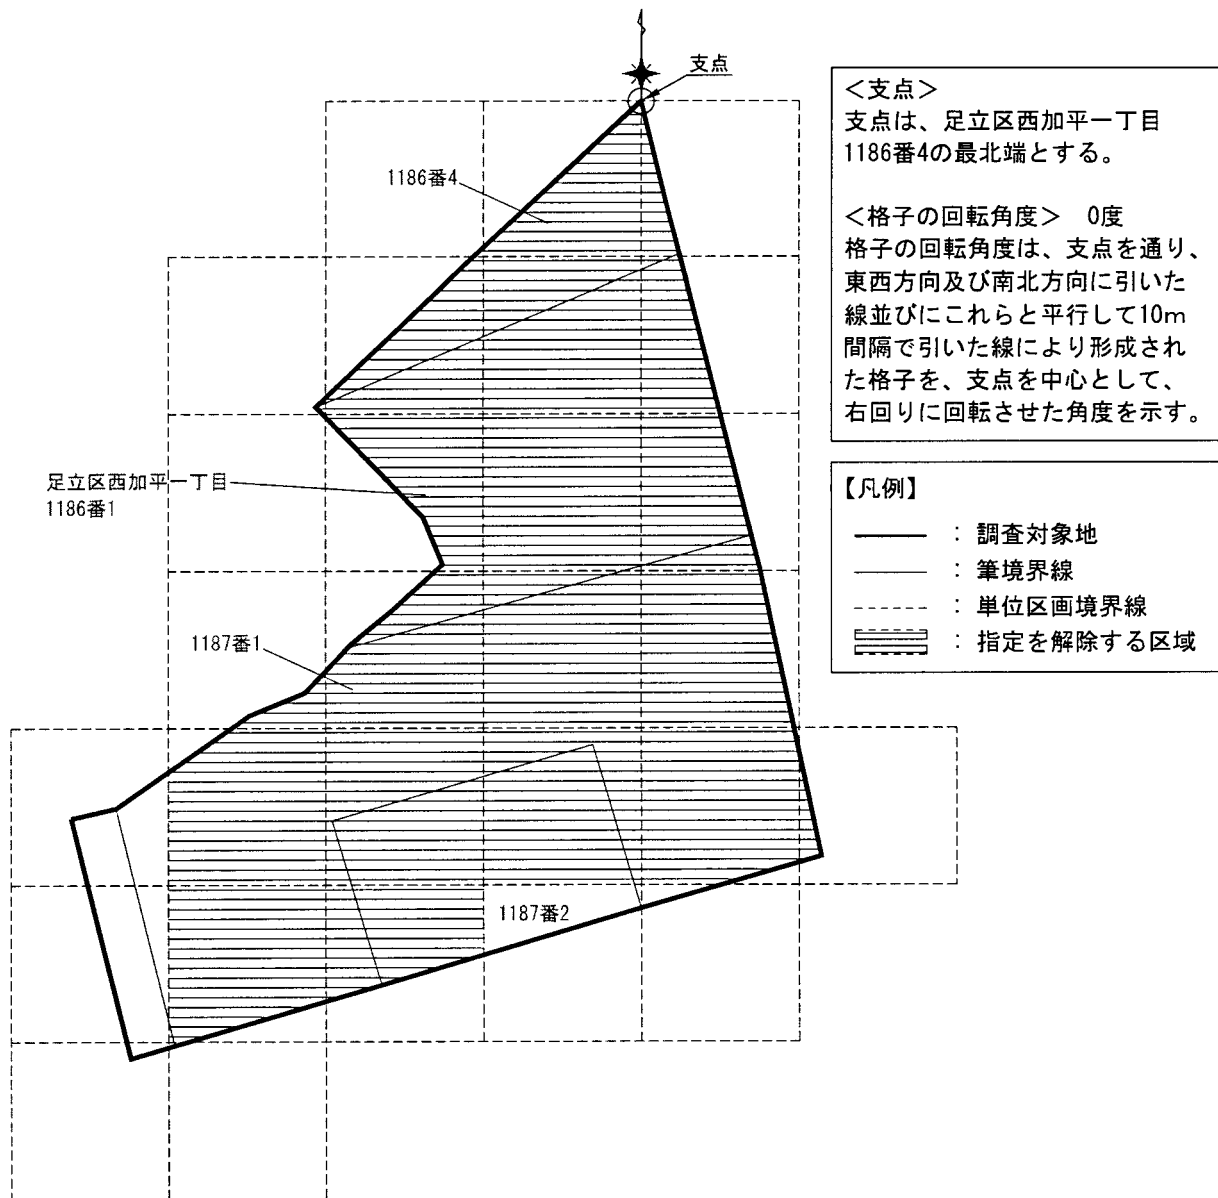 支点
1186番4
足立区西加平一丁目
1186番1
1187番1
1187番2
＜支点＞
支点は、足立区西加平一丁目
1186番4の最北端とする。
＜格子の回転角度＞　0度
格子の回転角度は、支点を通り、
東西方向及び南北方向に引いた
線並びにこれらと平行して10m
間隔で引いた線により形成され
た格子を、支点を中心として、
右回りに回転させた角度を示す。
【凡例】
：調査対象地
：筆境界線
：単位区画境界線
：指定を解除する区域